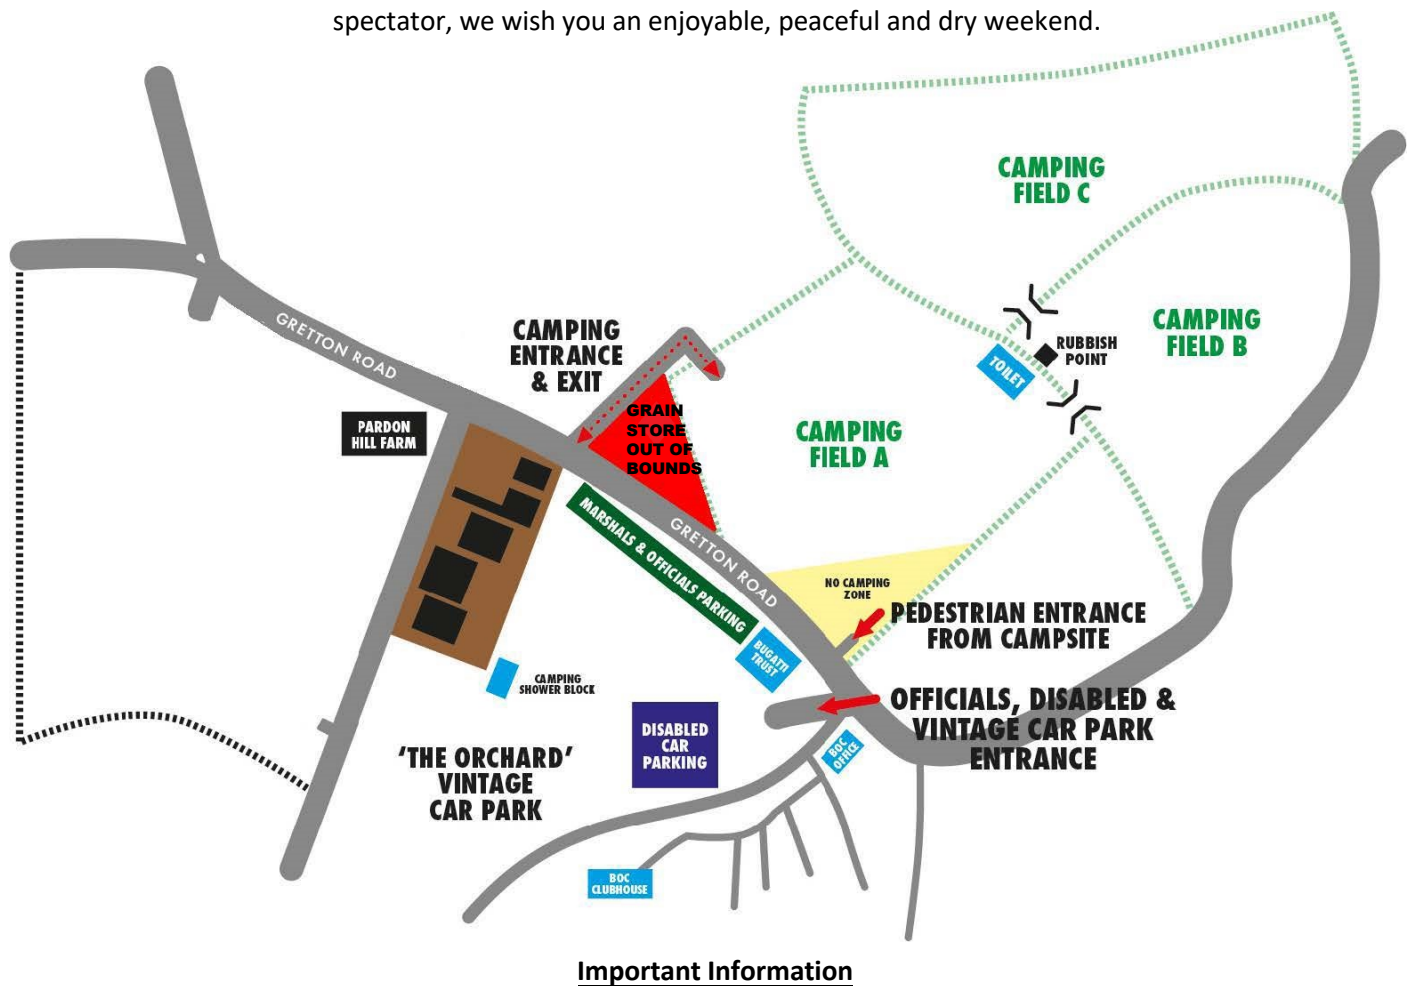 spectator, we wish you an enjoyable, peaceful and dry weekend.
CAMPING
FIELD C
CAMPING
FIELD B
RUBBISH
POINT
TOILET
CAMPING
ENTRANCE
& EXIT
GRETTON ROAD
PARDON
HILL FARM
GRAIN
STORE
OUT OF
BOUNDS
CAMPING
FIELD A
MARSHALS & OFFICIALS PARKING
GRETTON ROAD
NO CAMPING
ZONE
PEDESTRIAN ENTRANCE
FROM CAMPSITE
BUGATTI
TRUST
CAMPING
SHOWER BLOCK
OFFICIALS, DISABLED &
VINTAGE CAR PARK
ENTRANCE
DISABLED
CAR
PARKING
BOC
OFFICE
'THE ORCHARD'
VINTAGE
CAR PARK
BOC
CLUBHOUSE
Important Information